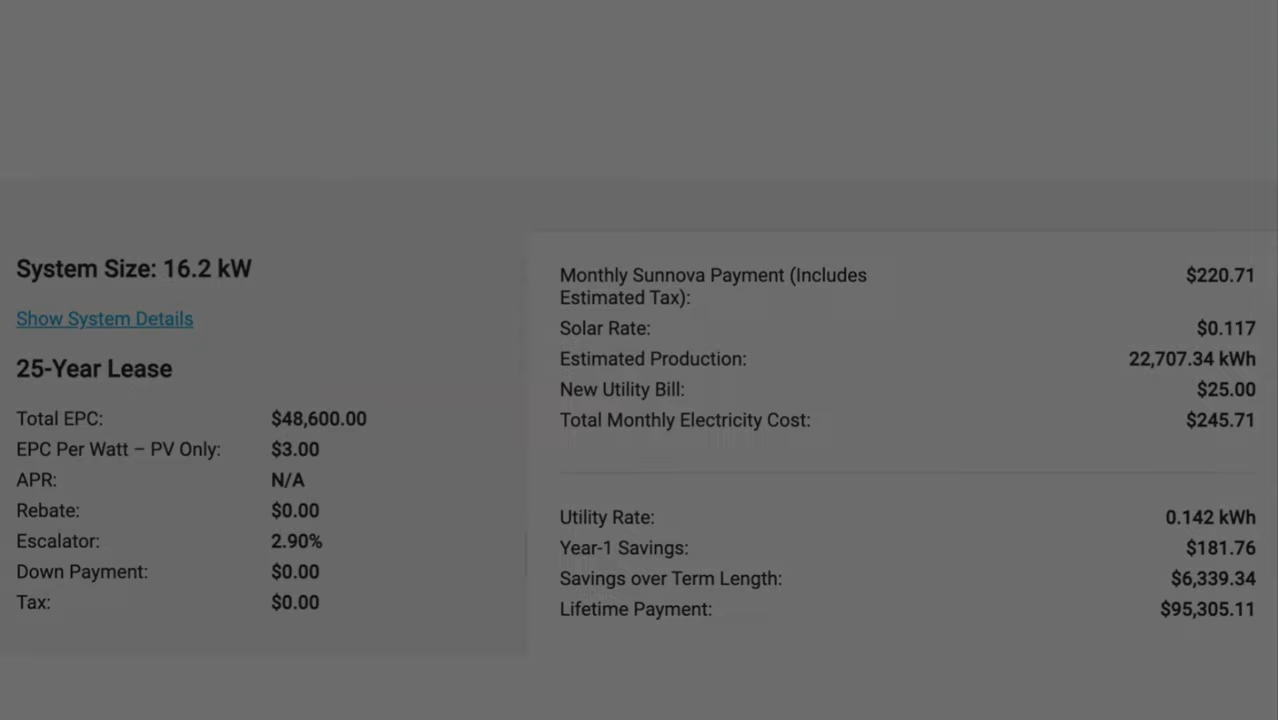 System Size: 16.2 kW
Show System Details
25-Year Lease
Total EPC: $48,600.00
EPC Per Watt – PV Only: $3.00
APR: N/A
Rebate: $0.00
Escalator: 2.90%
Down Payment: $0.00
Tax: $0.00
Monthly Sunnova Payment (Includes $220.71
Estimated Tax):
Solar Rate: $0.117
Estimated Production: 22,707.34 kWh
New Utility Bill: $25.00
Total Monthly Electricity Cost: $245.71
Utility Rate: 0.142 kWh
Year-1 Savings: $181.76
Savings over Term Length: $6,339.34
Lifetime Payment: $95,305.11